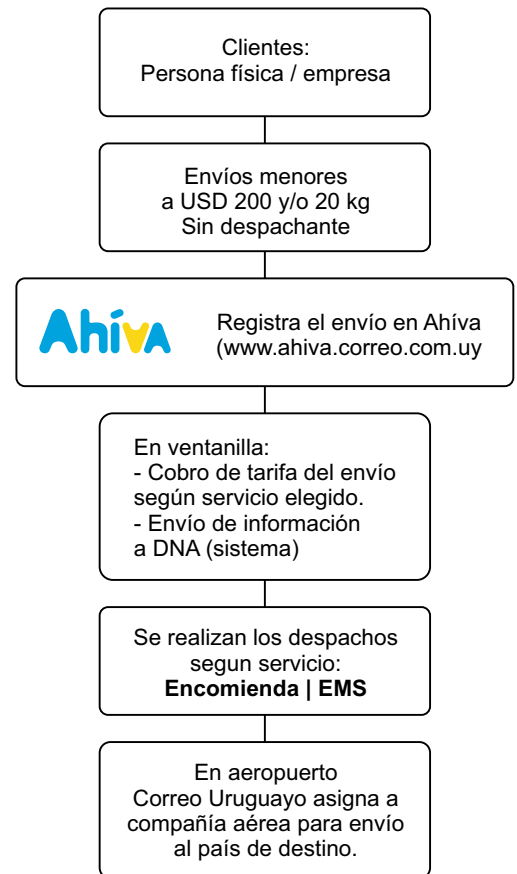 Clientes:
Persona física / empresa
Envíos menores
a USD 200 y/o 20 kg
Sin despachante
Ahíva
Registra el envío en Ahíva
(www.ahiva.correo.com.uy
En ventanilla:
- Cobro de tarifa del envío
según servicio elegido.
- Envío de información
a DNA (sistema)
Se realizan los despachos
segun servicio:
Encomienda | EMS
En aeropuerto
Correo Uruguayo asigna a
compañía aérea para envío
al país de destino.